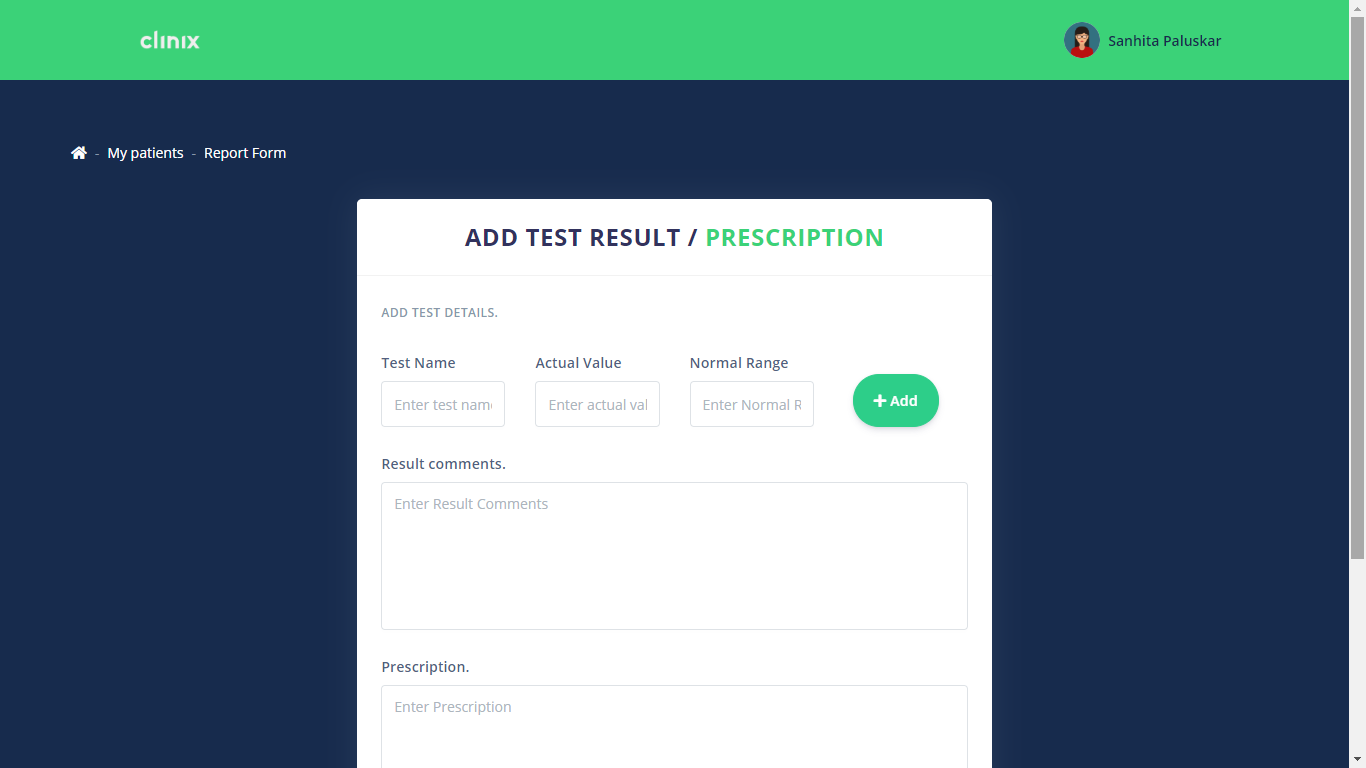 clinix
Sanhita Paluskar
- My patients - Report Form
ADD TEST RESULT / PRESCRIPTION
ADD TEST DETAILS.
Test Name Actual Value Normal Range
Enter test nam Enter actual val Enter Normal R
+ Add
Result comments.
Enter Result Comments
Prescription.
Enter Prescription